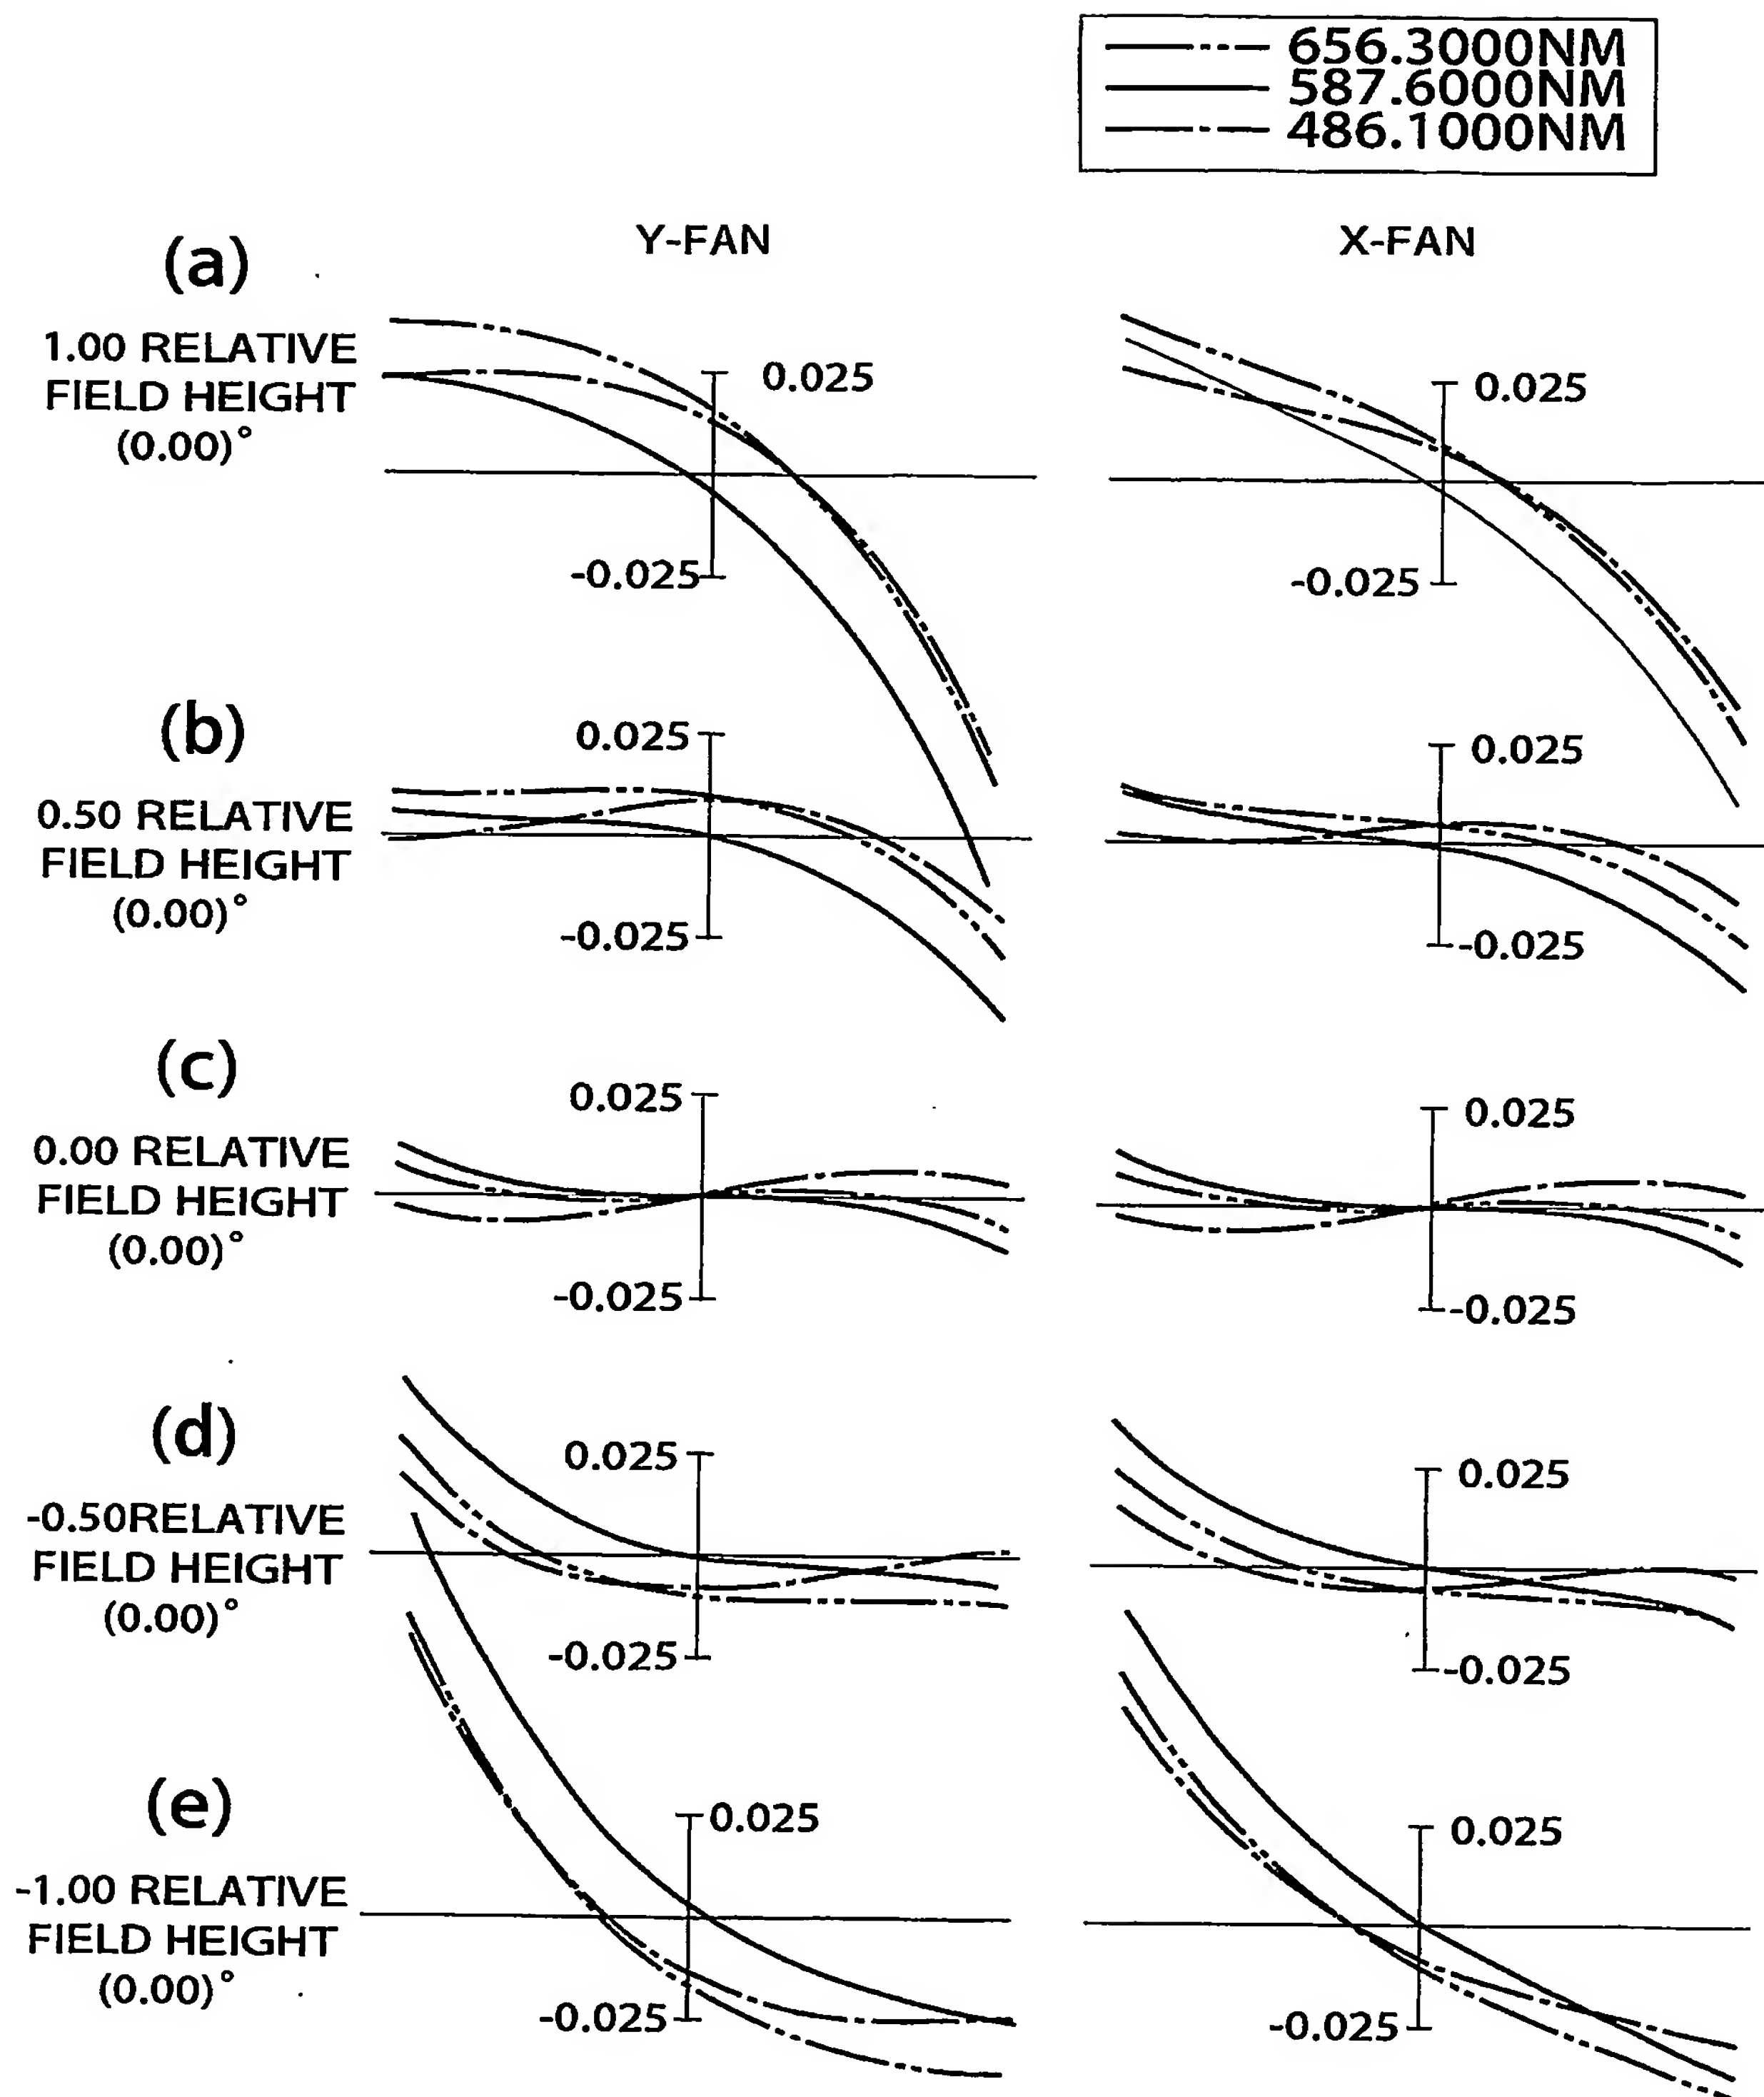 656.3000NM
587.6000NM
486.1000NM
Y-FAN
X-FAN
(a)
1.00 RELATIVE
FIELD HEIGHT
(0.00)°
0.025
-0.025
0.025
-0.025
(b)
0.50 RELATIVE
FIELD HEIGHT
(0.00)°
0.025
-0.025
0.025
-0.025
(c)
0.00 RELATIVE
FIELD HEIGHT
(0.00)°
0.025
-0.025
0.025
-0.025
(d)
-0.50RELATIVE
FIELD HEIGHT
(0.00)°
0.025
-0.025
0.025
-0.025
(e)
-1.00 RELATIVE
FIELD HEIGHT
(0.00)°
0.025
-0.025
0.025
-0.025